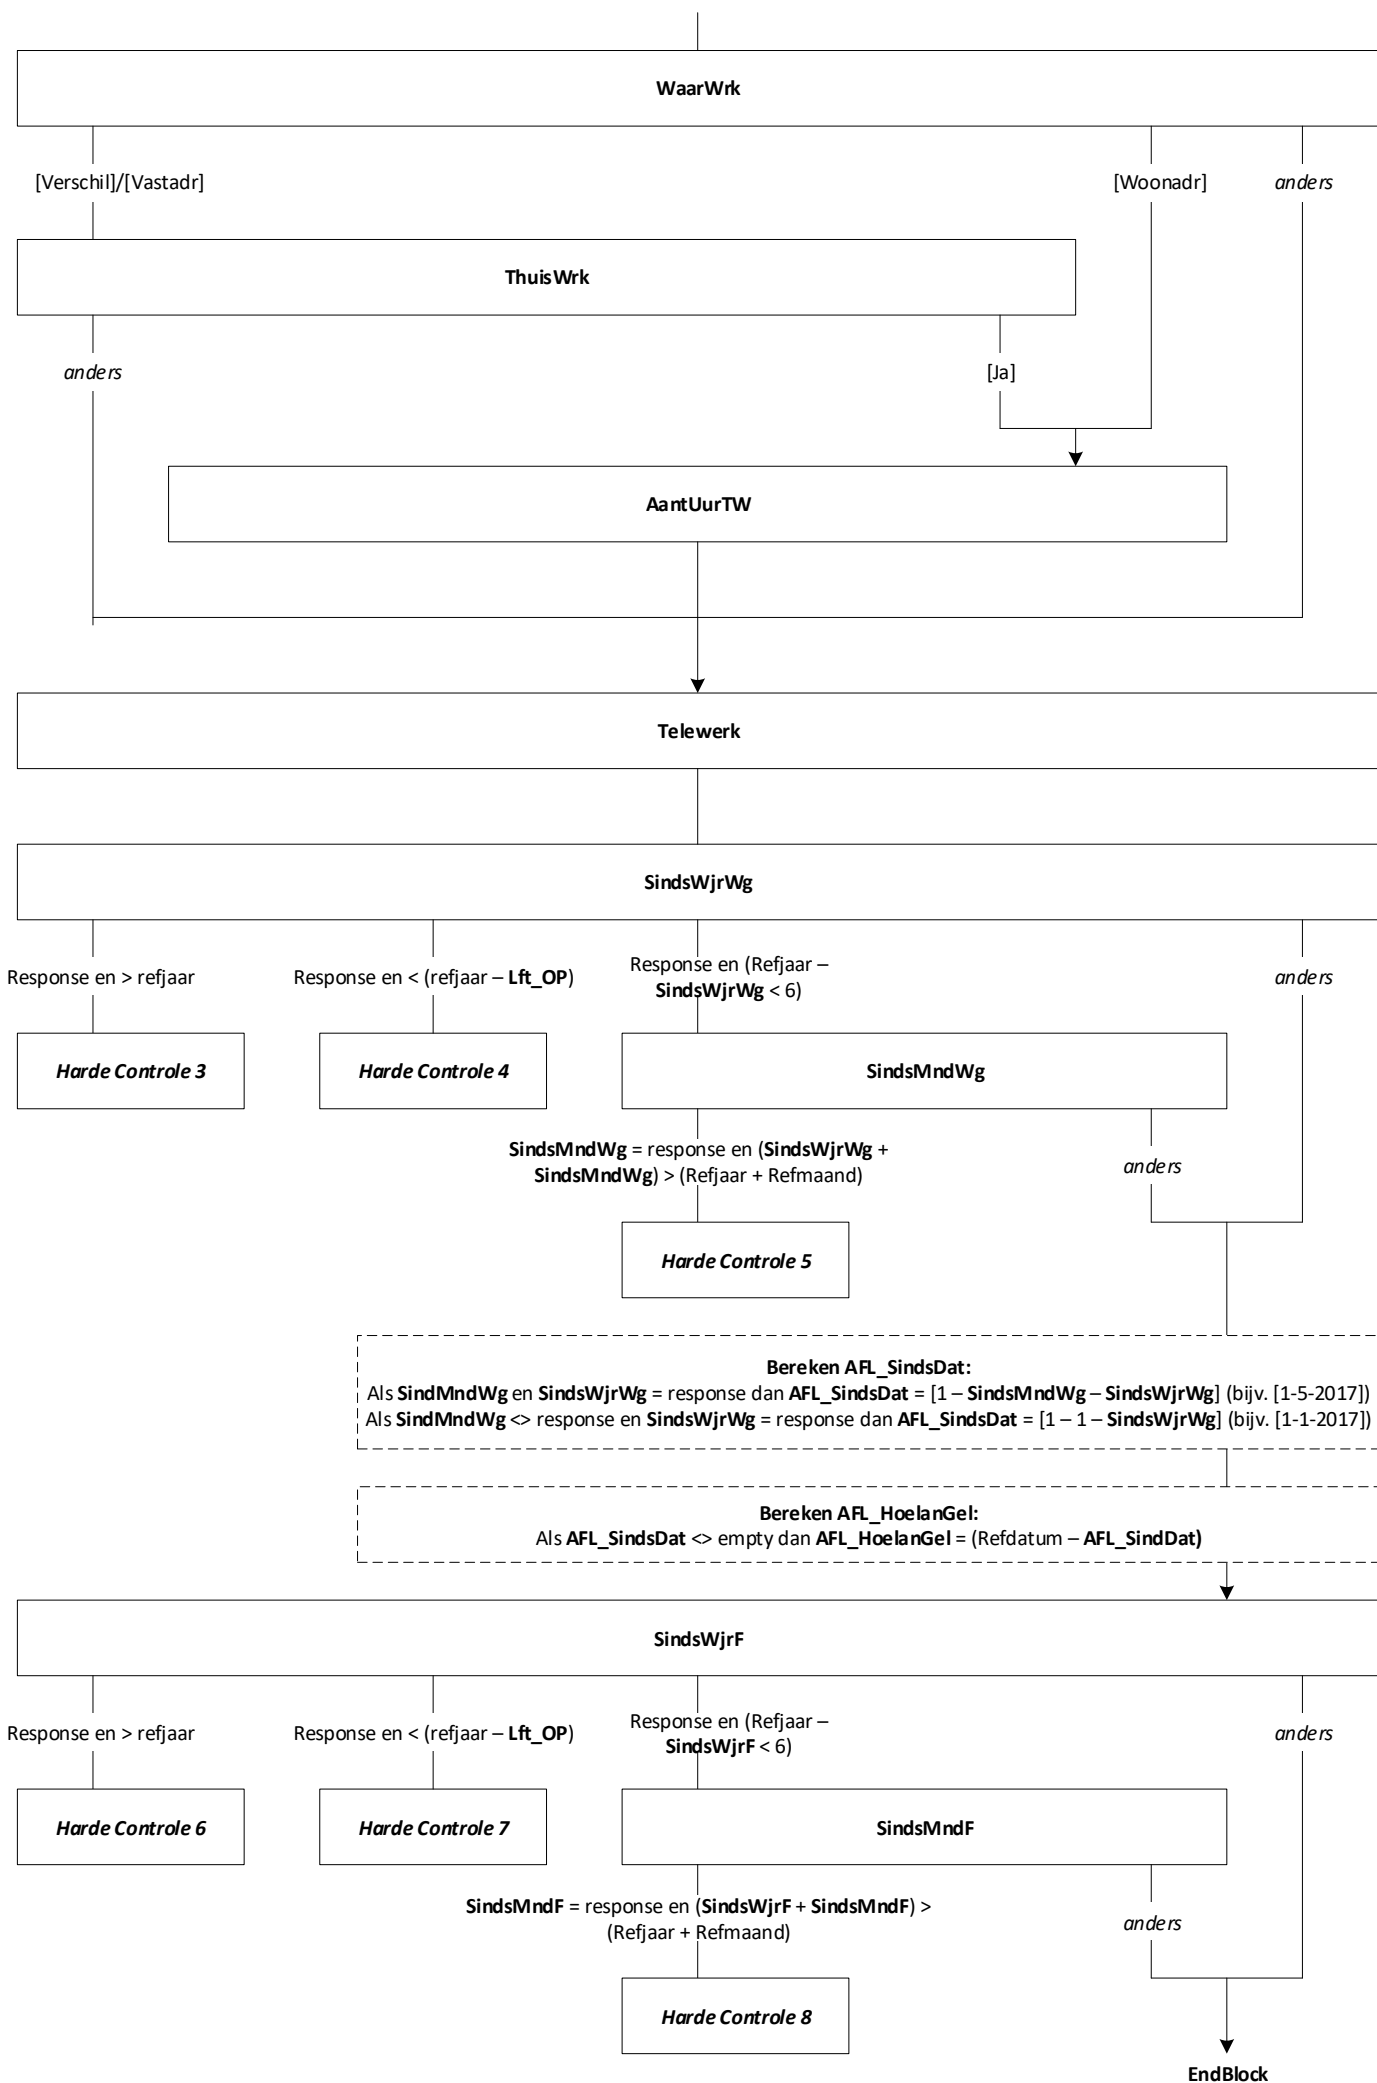 WaarWrk
[Verschil]/[Vastadr]
[Woonadr]
anders
ThuisWrk
anders
[Ja]
AantUurTW
Telewerk
SindsWjrWg
Response en > refjaar
Response en < (refjaar – Lft_OP)
Response en (Refjaar –
SindsWjrWg < 6)
anders
Harde Controle 3
Harde Controle 4
SindsMndWg
SindsMndWg = response en (SindsWjrWg +
SindsMndWg) > (Refjaar + Refmaand)
anders
Harde Controle 5
Bereken AFL_SindsDat:
Als SindMndWg en SindsWjrWg = response dan AFL_SindsDat = [1 – SindsMndWg – SindsWjrWg] (bijv. [1-5-2017])
Als SindMndWg <> response en SindsWjrWg = response dan AFL_SindsDat = [1 – 1 – SindsWjrWg] (bijv. [1-1-2017])
Bereken AFL_HoelanGel:
Als AFL_SindsDat <> empty dan AFL_HoelanGel = (Refdatum – AFL_SindDat)
SindsWjrF
Response en > refjaar
Response en < (refjaar – Lft_OP)
Response en (Refjaar –
SindsWjrF < 6)
anders
Harde Controle 6
Harde Controle 7
SindsMndF
SindsMndF = response en (SindsWjrF + SindsMndF) >
(Refjaar + Refmaand)
anders
Harde Controle 8
EndBlock